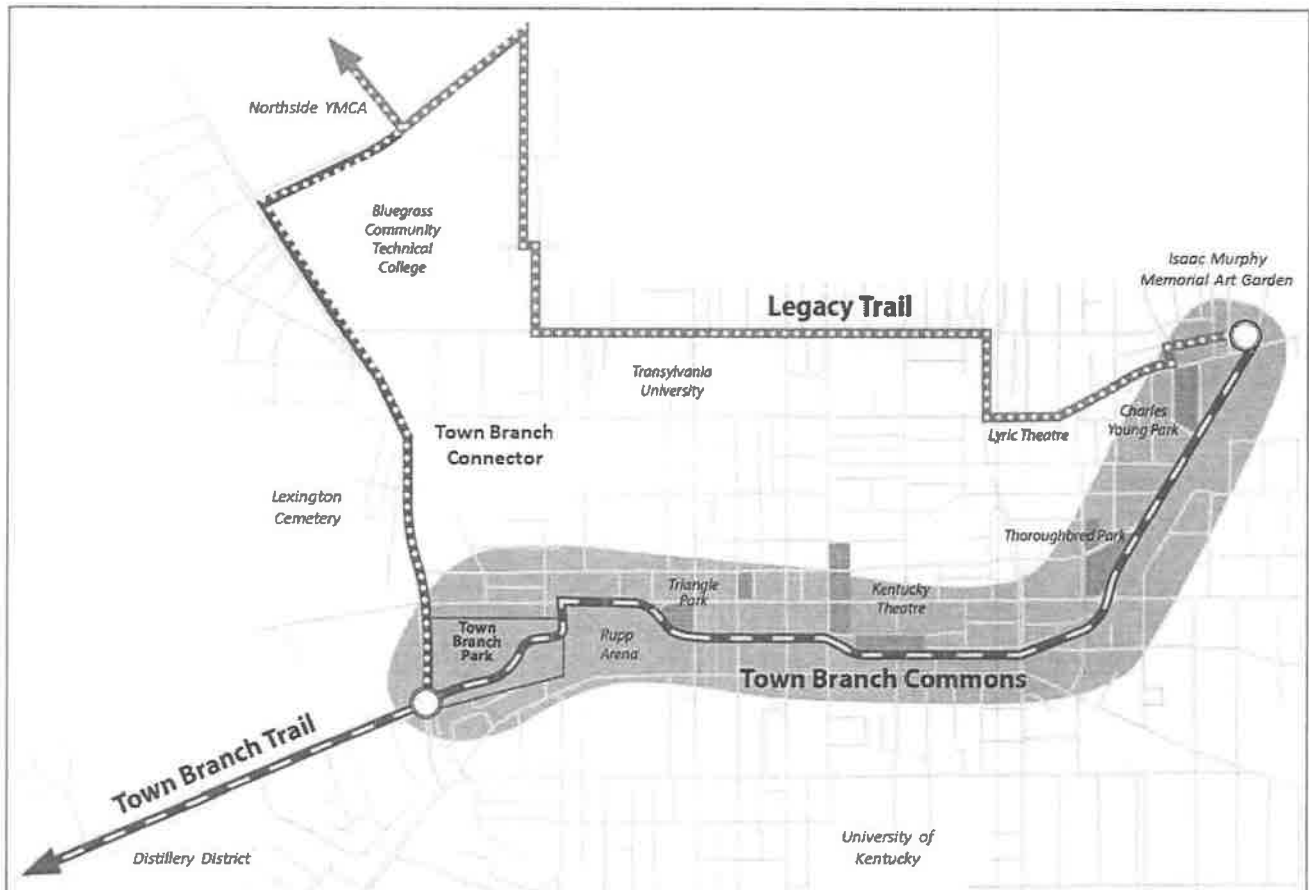 Northside YMCA
Bluegrass
Community
Technical
College
Isaac Murphy
Memorial Art Garden
Legacy Trail
Transylvania
University
Charles
Young Park
Lyric Theatre
Town Branch
Connector
Lexington
Cemetery
Thoroughbred Park
Triangle
Park
Kentucky
Theatre
Town
Branch
Park
Rupp
Arena
Town Branch Commons
Town Branch Trail
University of
Kentucky
Distillery District